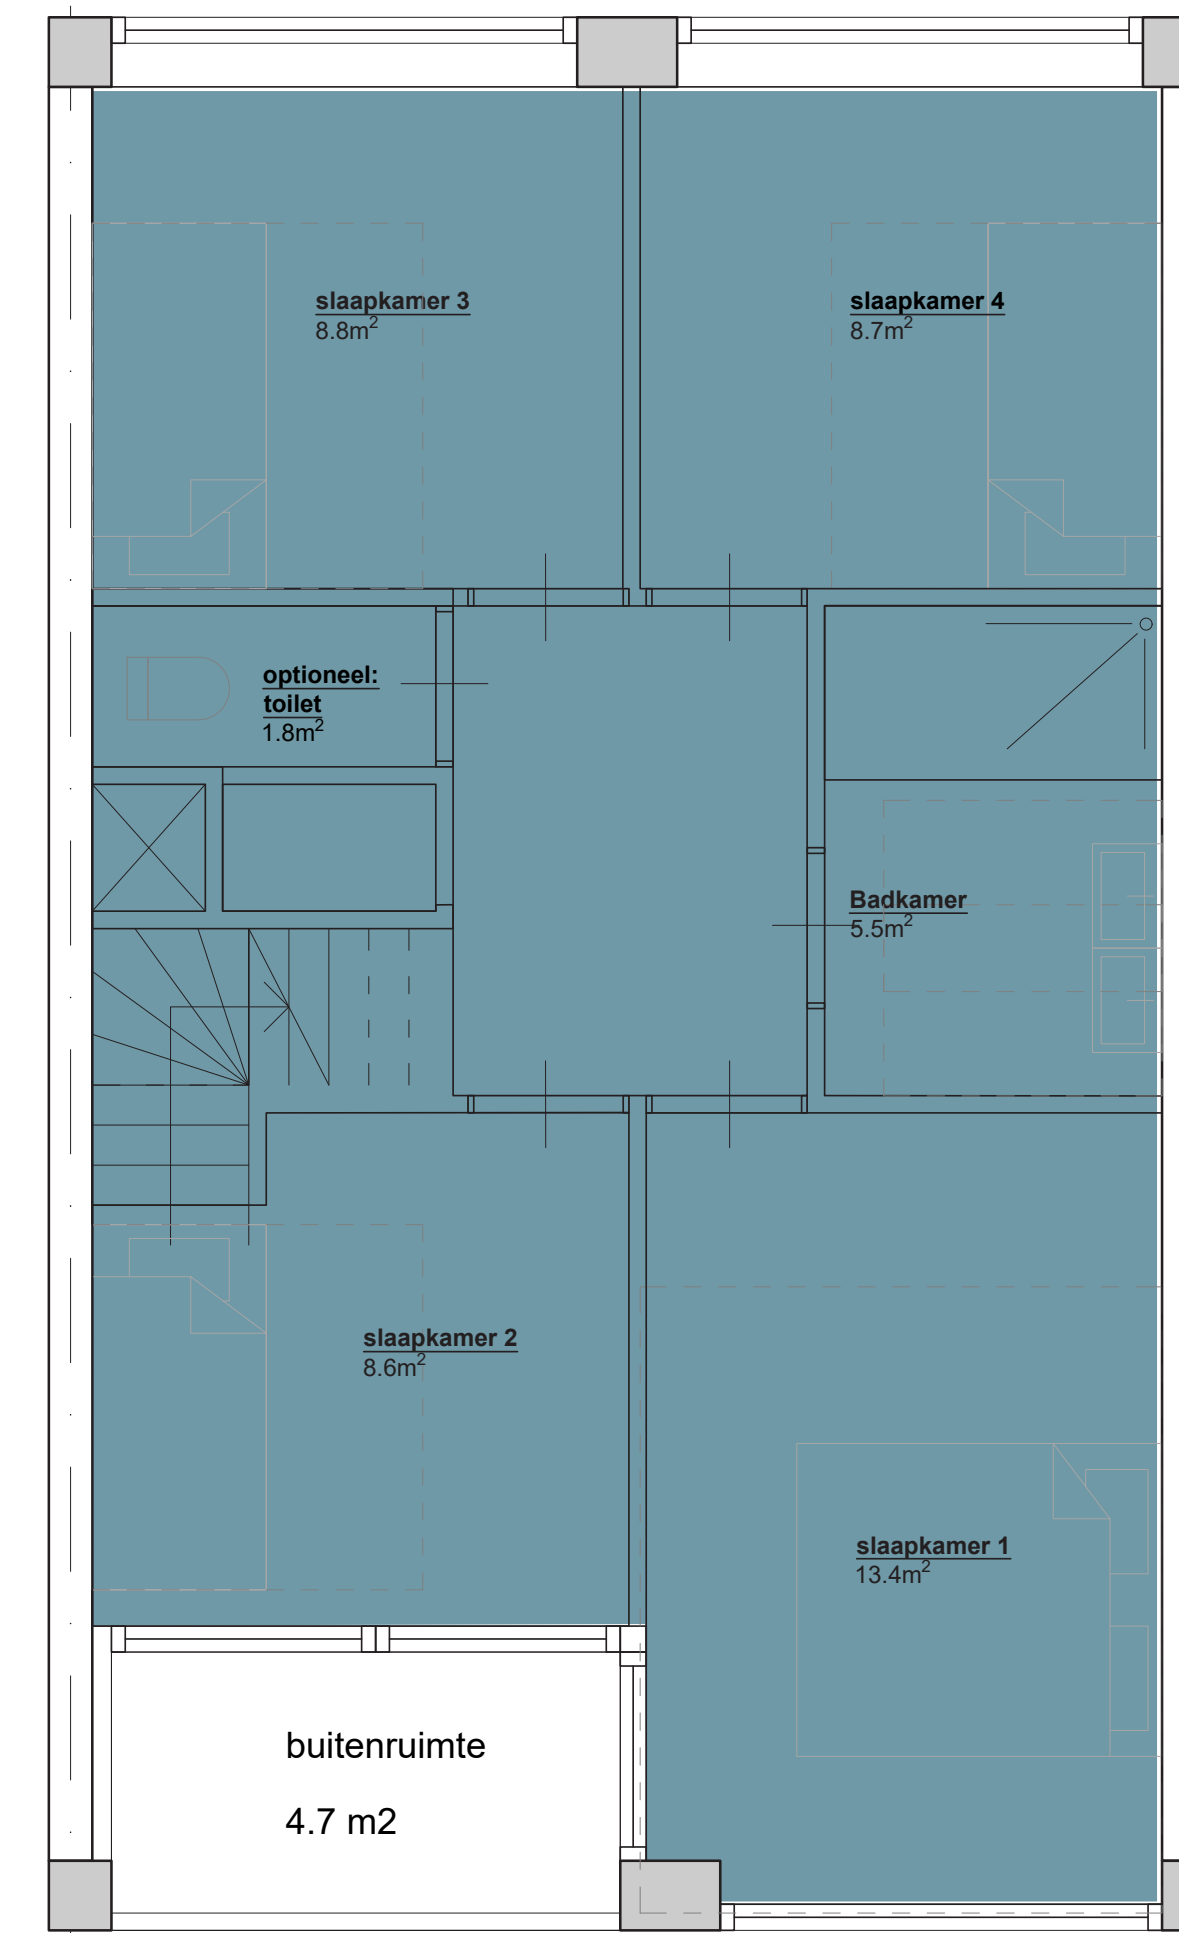 slaapkamer 3
8.8m²
slaapkamer 4
8.7m²
optioneel:
toilet
1.8m²
Badkamer
5.5m²
slaapkamer 2
8.6m²
slaapkamer 1
13.4m²
buitenruimte
4.7 m2